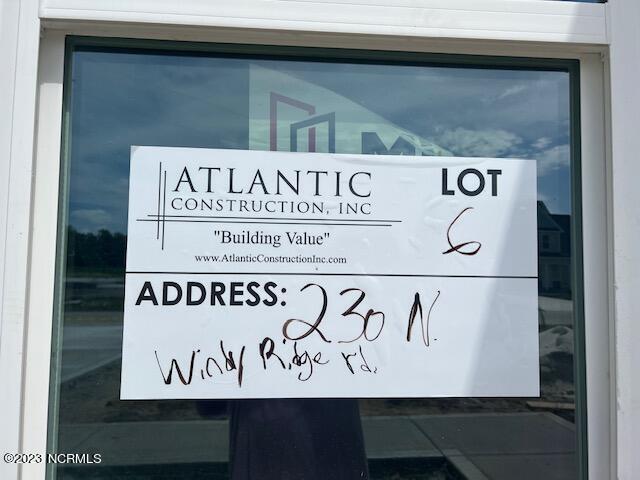 ATLANTIC
CONSTRUCTION, INC
"Building Value"
www.AtlanticConstructionInc.com
LOT
6
ADDRESS: 230 N.
Windy Ridge rd.
©2023 NCRMLS